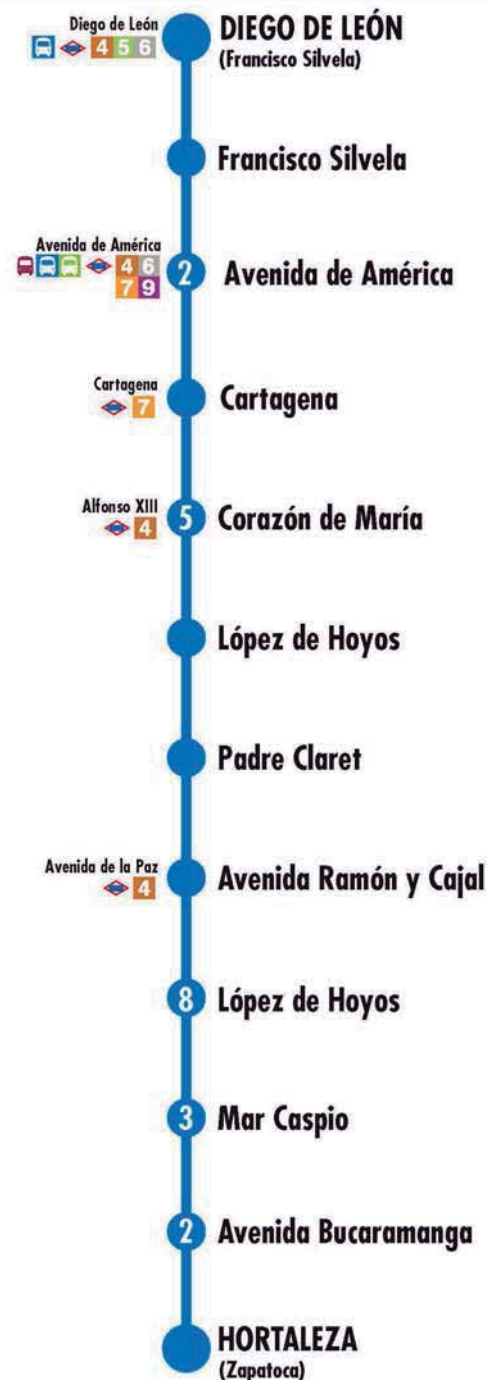 Diego de León
4 5 6
DIEGO DE LEÓN
(Francisco Silvela)
Francisco Silvela
Avenida de América
4 6
7 9
2
Avenida de América
Cartagena
7
Cartagena
Alfonso XIII
4
5
Corazón de María
López de Hoyos
Padre Claret
Avenida de la Paz
4
Avenida Ramón y Cajal
8
López de Hoyos
3
Mar Caspio
2
Avenida Bucaramanga
HORTALEZA
(Zapatoca)